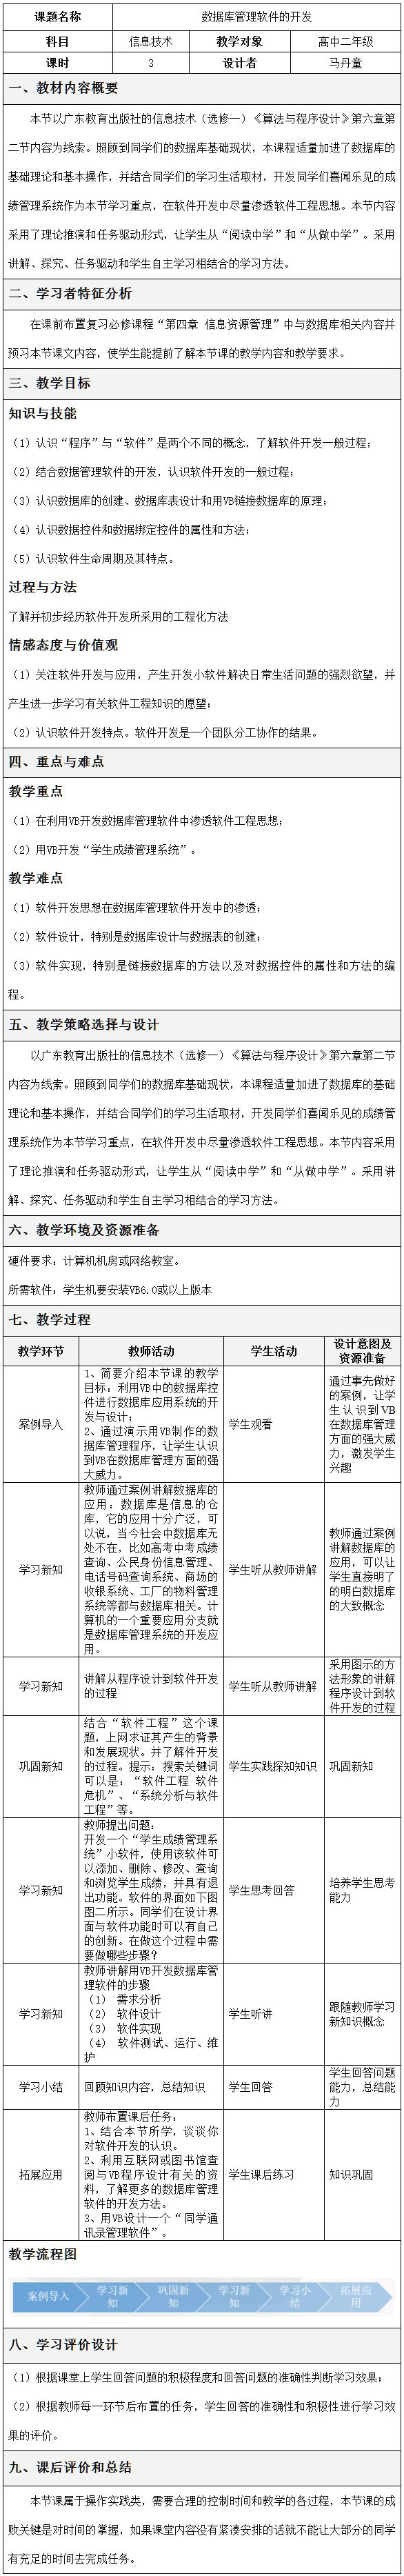 课题名称 数据库管理软件的开发
科目 信息技术 教学对象 高中二年级
课时 3 设计者 马丹童
一、教材内容概要
本节以广东教育出版社的信息技术（选修一）《算法与程序设计》第六章第
二节内容为线索。照顾到同学们的数据库基础现状，本课程适量加进了数据库的
基础理论和基本操作，并结合同学们的学习生活取材，开发同学们喜闻乐见的成
绩管理系统作为本节学习重点，在软件开发中尽量渗透软件工程思想。本节内容
采用了理论推演和任务驱动形式，让学生从“阅读中学”和“从做中学”。采用
讲解、探究、任务驱动和学生自主学习相结合的学习方法。
二、学习者特征分析
在课前布置复习必修课程“第四章 信息资源管理”中与数据库相关内容并
预习本节课文内容，使学生能提前了解本节课的教学内容和教学要求。
三、教学目标
知识与技能
（1）认识“程序”与“软件”是两个不同的概念，了解软件开发一般过程；
（2）结合数据管理软件的开发，认识软件开发的一般过程；
（3）认识数据库的创建、数据库表设计和用VB链接数据库的原理；
（4）认识数据控件和数据绑定控件的属性和方法；
（5）认识软件生命周期及其特点。
过程与方法
了解并初步经历软件开发所采用的工程化方法
情感态度与价值观
（1）关注软件开发与应用，产生开发小软件解决日常生活问题的强烈欲望，并
产生进一步学习有关软件工程知识的愿望；
（2）认识软件开发特点。软件开发是一个团队分工协作的结果。
四、重点与难点
教学重点
（1）在利用VB开发数据库管理软件中渗透软件工程思想；
（2）用VB开发“学生成绩管理系统”。
教学难点
（1）软件开发思想在数据库管理软件开发中的渗透；
（2）软件设计，特别是数据库设计与数据表的创建；
（3）软件实现，特别是链接数据库的方法以及对数据控件的属性和方法的编
程。
五、教学策略选择与设计
以广东教育出版社的信息技术（选修一）《算法与程序设计》第六章第二节
内容为线索。照顾到同学们的数据库基础现状，本课程适量加进了数据库的基础
理论和基本操作，并结合同学们的学习生活取材，开发同学们喜闻乐见的成绩管
理系统作为本节学习重点，在软件开发中尽量渗透软件工程思想。本节内容采用
了理论推演和任务驱动形式，让学生从“阅读中学”和“从做中学”。采用讲
解、探究、任务驱动和学生自主学习相结合的学习方法。
六、教学环境及资源准备
硬件要求：计算机机房或网络教室。
所需软件：学生机要安装VB6.0或以上版本
七、教学过程
教学环节 教师活动 学生活动 设计意图及
资源准备
案例导入
1、简要介绍本节课的教学
目标：利用VB中的数据库控
件进行数据库应用系统的开
发与设计；
2、通过演示用VB制作的数
据库管理程序，让学生认识
到VB在数据库管理方面的强
大威力。
学生观看
通过事先做好
的案例，让学
生认识到VB
在数据库管理
方面的强大威
力，激发学生
兴趣
学习新知
教师通过案例讲解数据库的
应用：数据库是信息的仓
库，它的应用十分广泛，可
以说，当今社会中数据库无
处不在，比如高考中考成绩
查询、公民身份信息管理、
电话号码查询系统、商场的
收银系统、工厂的物料管理
系统等都与数据库相关。计
算机的一个重要应用分支就
是数据库管理系统的开发应
用。
学生听从教师讲解
教师通过案例
讲解数据库的
应用，可以让
学生直接明了
的明白数据库
的大致概念
学习新知
讲解从程序设计到软件开发
的过程
学生听从教师讲解
采用图示的方
法形象的讲解
程序设计到软
件开发的过程
巩固新知
结合“软件工程”这个课
题，上网求证其产生的背景
和发展现状。并了解件开发
的过程。提示：搜索关键词
可以是：“软件工程 软件
危机”、“系统分析与软件
工程”等。
学生实践探知知识
巩固新知
学习新知
教师提出问题：
开发一个“学生成绩管理系
统”小软件，使用该软件可
以添加、删除、修改、查询
和浏览学生成绩，并具有退
出功能。软件的界面如下图
图二所示。同学们在设计界
面与软件功能时可以有自己
的创新。在做这个过程中需
要做哪些步骤？
学生思考回答
培养学生思考
能力
学习新知
教师讲解用VB开发数据库管
理软件的步骤
（1） 需求分析
（2） 软件设计
（3） 软件实现
（4） 软件测试、运行、维
护
学生听讲
跟随教师学习
新知识概念
学习小结
回顾知识内容，总结知识
学生回答
学生回答问题
能力，总结能
力
拓展应用
教师布置课后任务：
1、结合本节所学，谈谈你
对软件开发的认识。
2、利用互联网或图书馆查
阅与VB程序设计有关的资
料，了解更多的数据库管理
软件的开发方法。
3、用VB设计一个“同学通
讯录管理软件”。
学生课后练习
知识巩固
教学流程图
案例导入 学习新知 巩固新知 学习新知 学习小结 拓展应用
八、学习评价设计
（1）根据课堂上学生回答问题的积极程度和回答问题的准确性判断学习效果；
（2）根据教师每一环节后布置的任务，学生回答的准确性和积极性进行学习效
果的评价。
九、课后评价和总结
本节课属于操作实践类，需要合理的控制时间和教学的各过程，本节课的成
败关键是对时间的掌握，如果课堂内容没有紧凑安排的话就不能让大部分的同学
有充足的时间去完成任务。